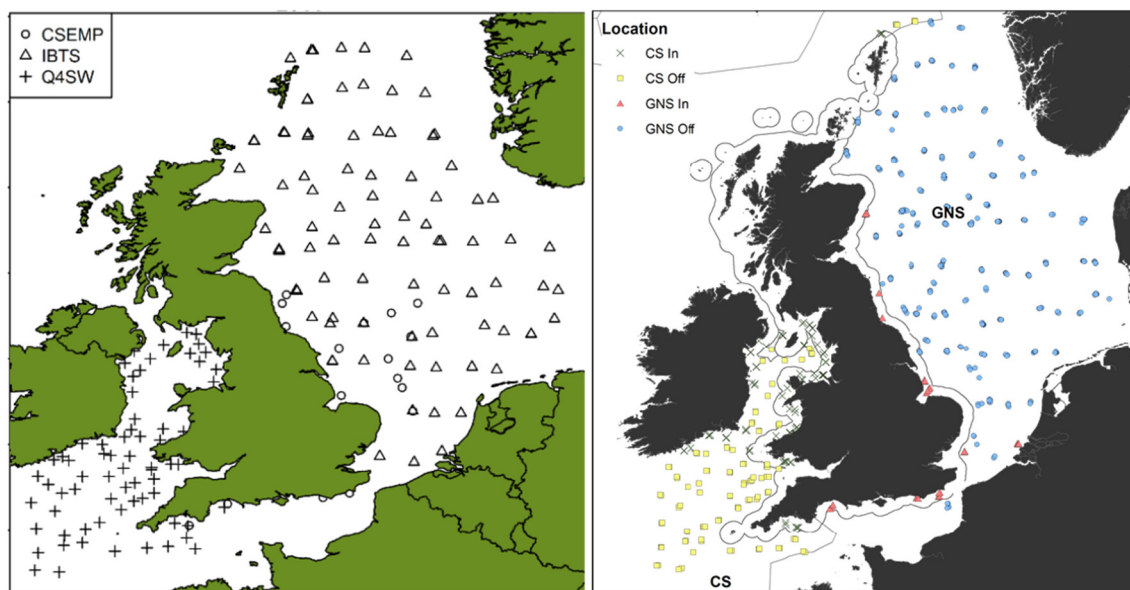 CSEMP
IBTS
Q4SW
Location
CS In
CS Off
GNS In
GNS Off
GNS
CS